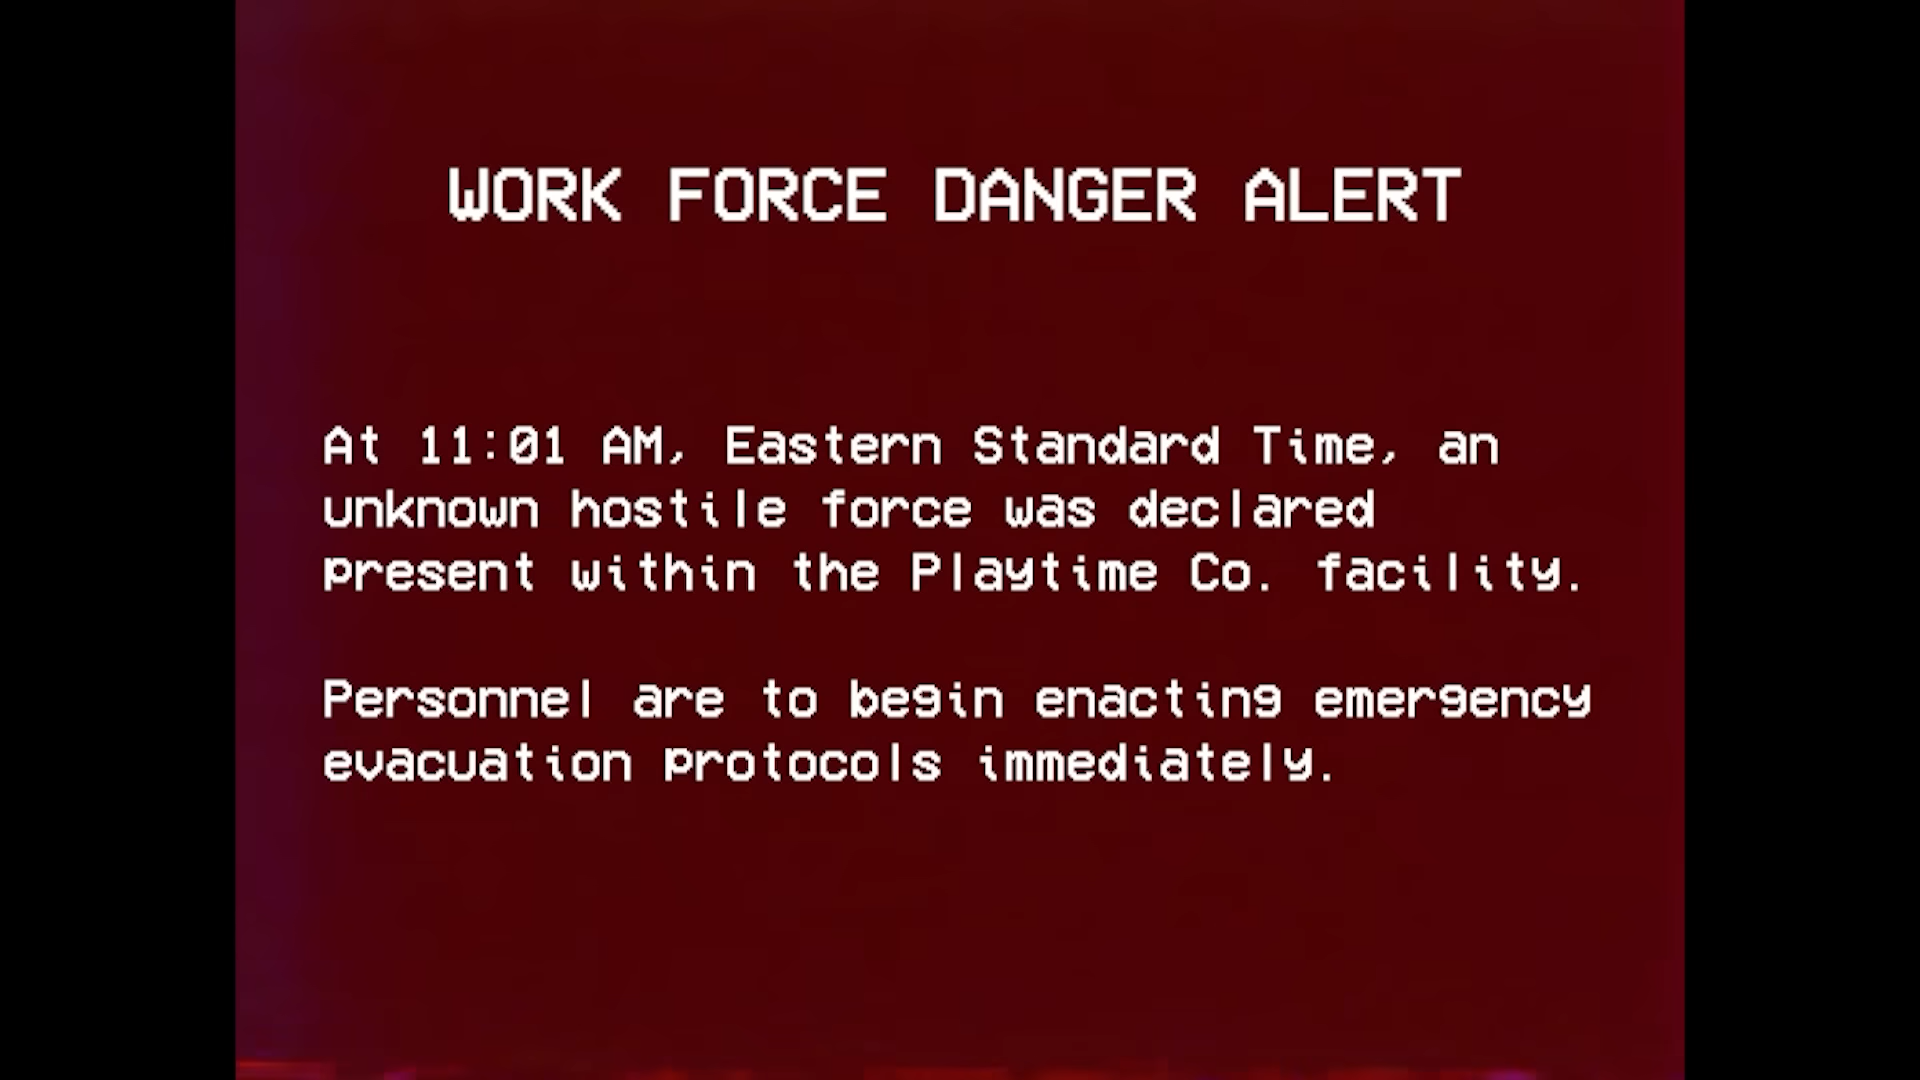 WORK FORCE DANGER ALERT
At 11:01 AM, Eastern Standard Time, an
unknown hostile force was declared
present within the Playtime Co. facility.
Personnel are to begin enacting emergency
evacuation protocols immediately.